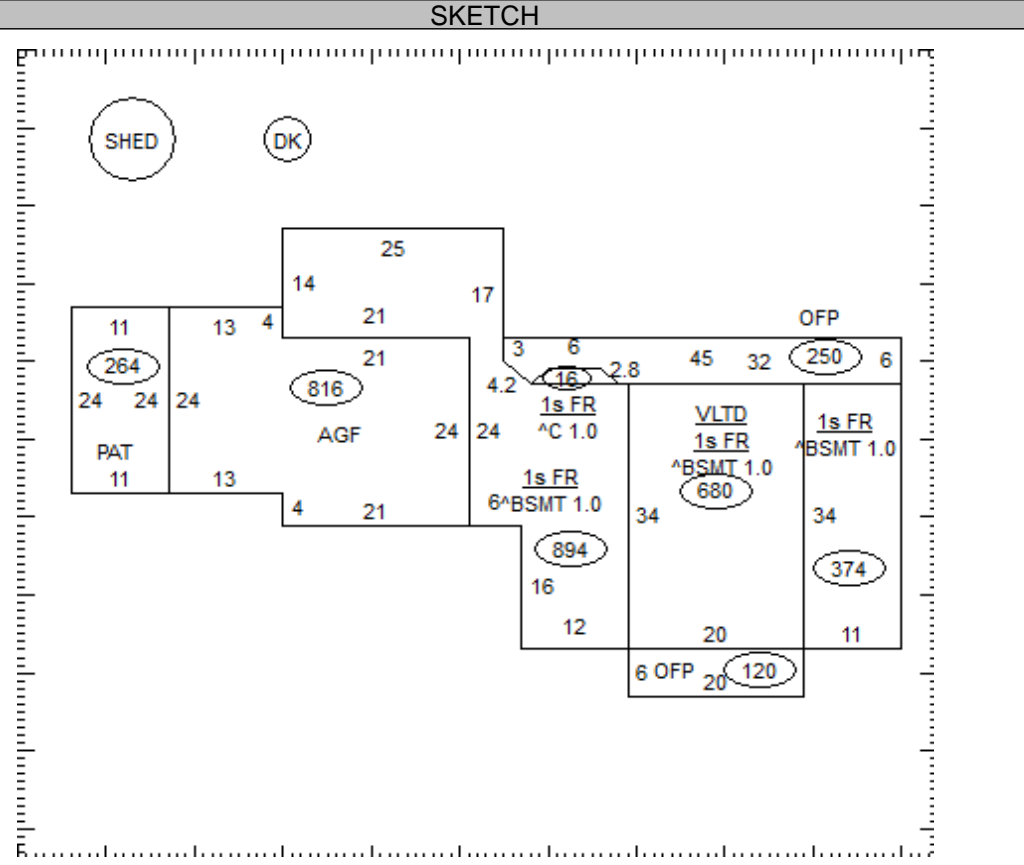 SKETCH
SHED
DK
25
14
17
21
OFP
11
13
4
3
6
45
32
250
6
264
21
816
4.2
16
2.8
24
24
24
1s FR
^C 1.0
VLTD
1s FR
^BSMT 1.0
1s FR
^BSMT 1.0
AGF
24
24
PAT
11
13
1s FR
6^BSMT 1.0
680
4
21
34
34
894
374
16
12
20
11
6 OFP
20
120